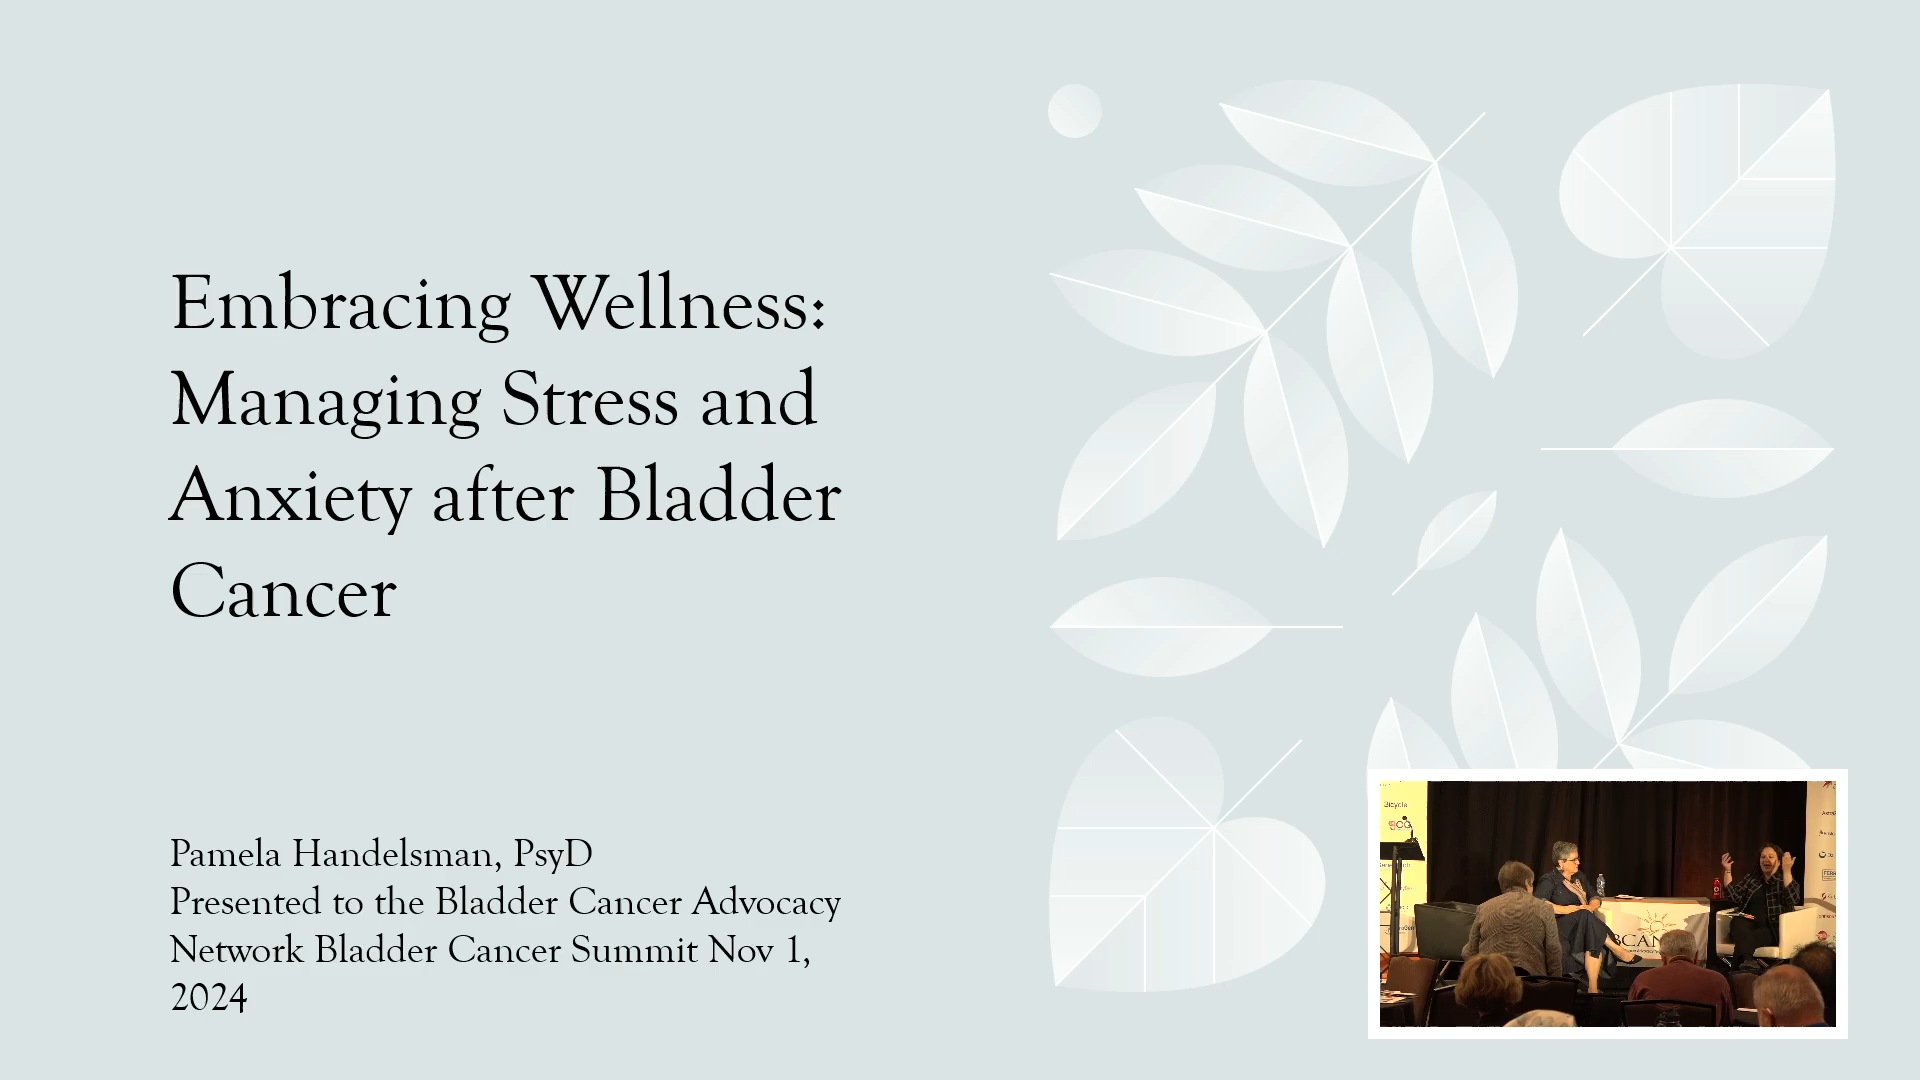 Embracing Wellness:
Managing Stress and
Anxiety after Bladder
Cancer
Pamela Handelsman, PsyD
Presented to the Bladder Cancer Advocacy
Network Bladder Cancer Summit Nov 1,
2024
Bicycle